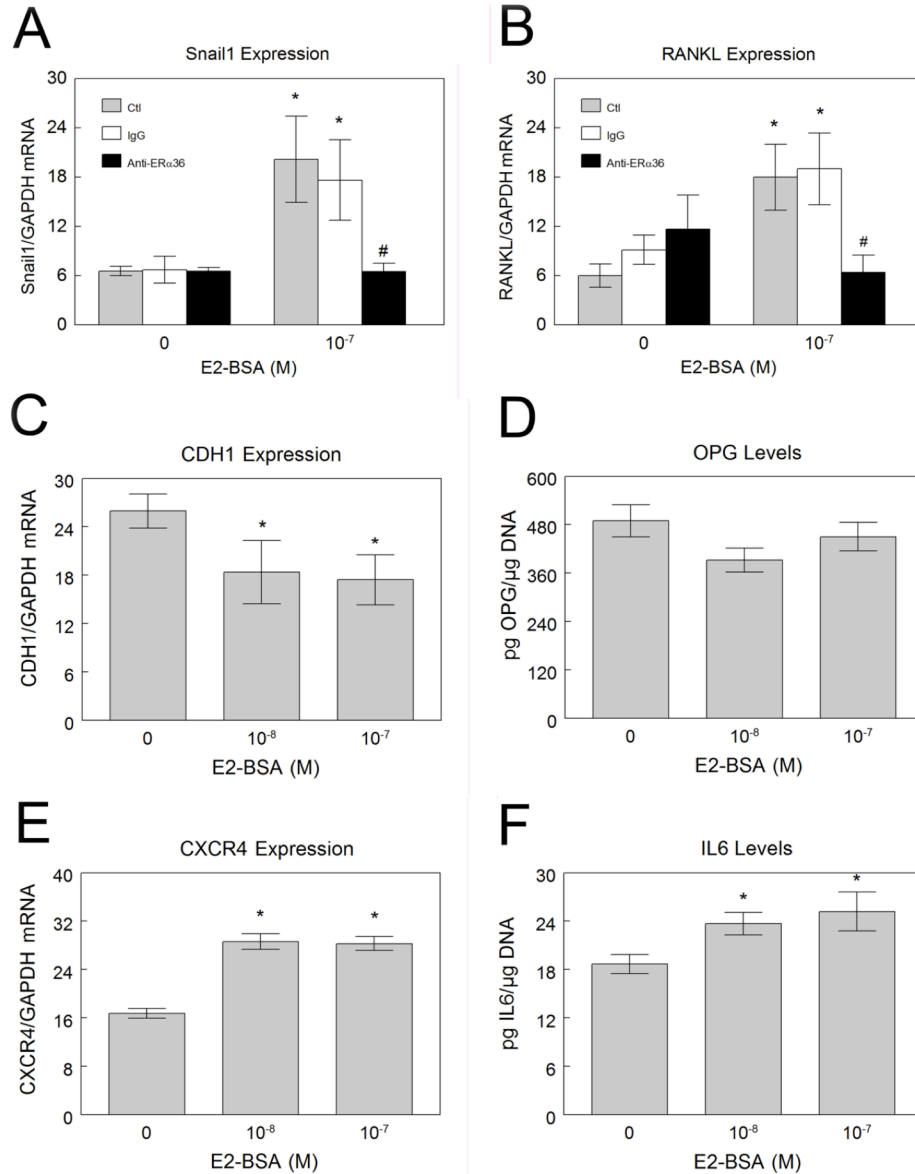 A
Snail1 Expression
Snail1/GAPDH mRNA
30
24
18
12
6
0
Ctl
IgG
Anti-ERα36
*
*
#
0
10⁻⁷
E2-BSA (M)
B
RANKL Expression
RANKL/GAPDH mRNA
30
24
18
12
6
0
Ctl
IgG
Anti-ERα36
*
*
#
0
10⁻⁷
E2-BSA (M)
C
CDH1 Expression
CDH1/GAPDH mRNA
30
24
18
12
6
0
*
*
0
10⁻⁸
10⁻⁷
E2-BSA (M)
D
OPG Levels
pg OPG/µg DNA
600
480
360
240
120
0
0
10⁻⁸
10⁻⁷
E2-BSA (M)
E
CXCR4 Expression
CXCR4/GAPDH mRNA
40
32
24
16
8
0
*
*
0
10⁻⁸
10⁻⁷
E2-BSA (M)
F
IL6 Levels
pg IL6/µg DNA
30
24
18
12
6
0
*
*
0
10⁻⁸
10⁻⁷
E2-BSA (M)